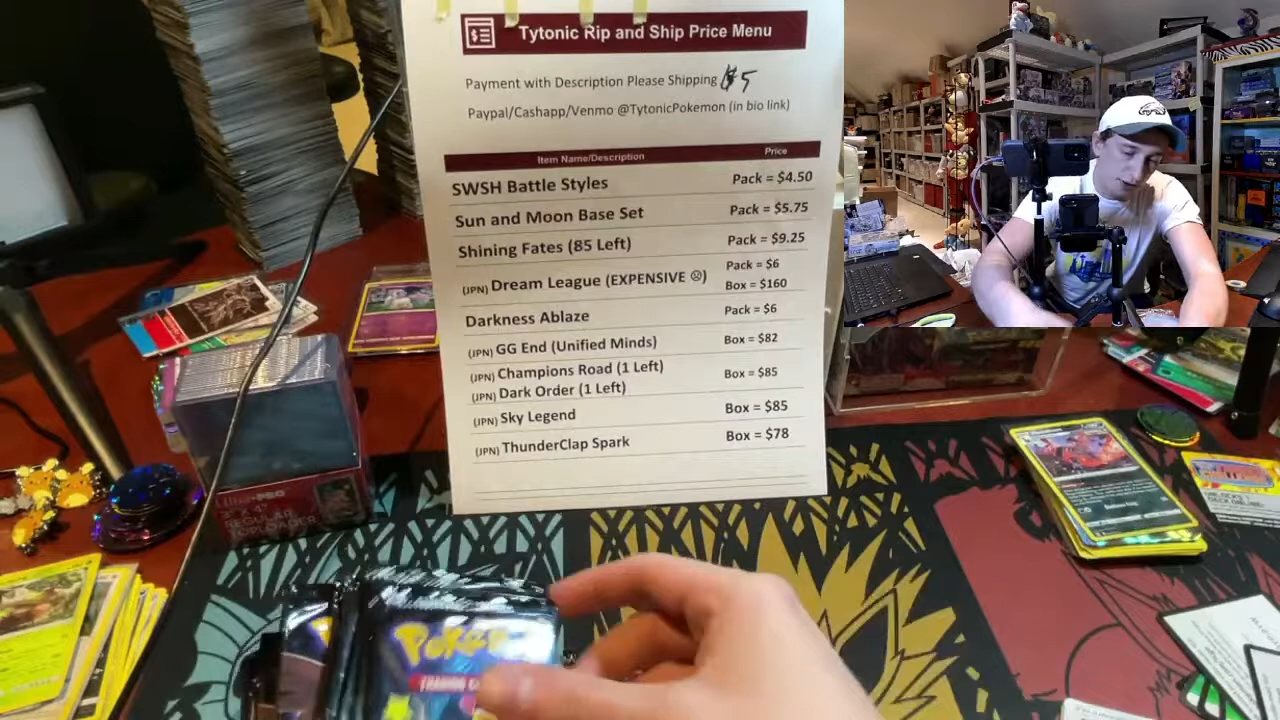 Tytonic Rip and Ship Price Menu
Payment with Description Please Shipping $5
Paypal/Cashapp/Venmo @TytonicPokemon (in bio link)
Item Name/Description Price
SWSH Battle Styles Pack = $4.50
Sun and Moon Base Set Pack = $5.75
Shining Fates (85 Left) Pack = $9.25
(JPN) Dream League (EXPENSIVE ☹) Pack = $6
Box = $160
Darkness Ablaze Pack = $6
(JPN) GG End (Unified Minds) Box = $82
(JPN) Champions Road (1 Left) Box = $85
(JPN) Dark Order (1 Left)
(JPN) Sky Legend Box = $85
(JPN) ThunderClap Spark Box = $78